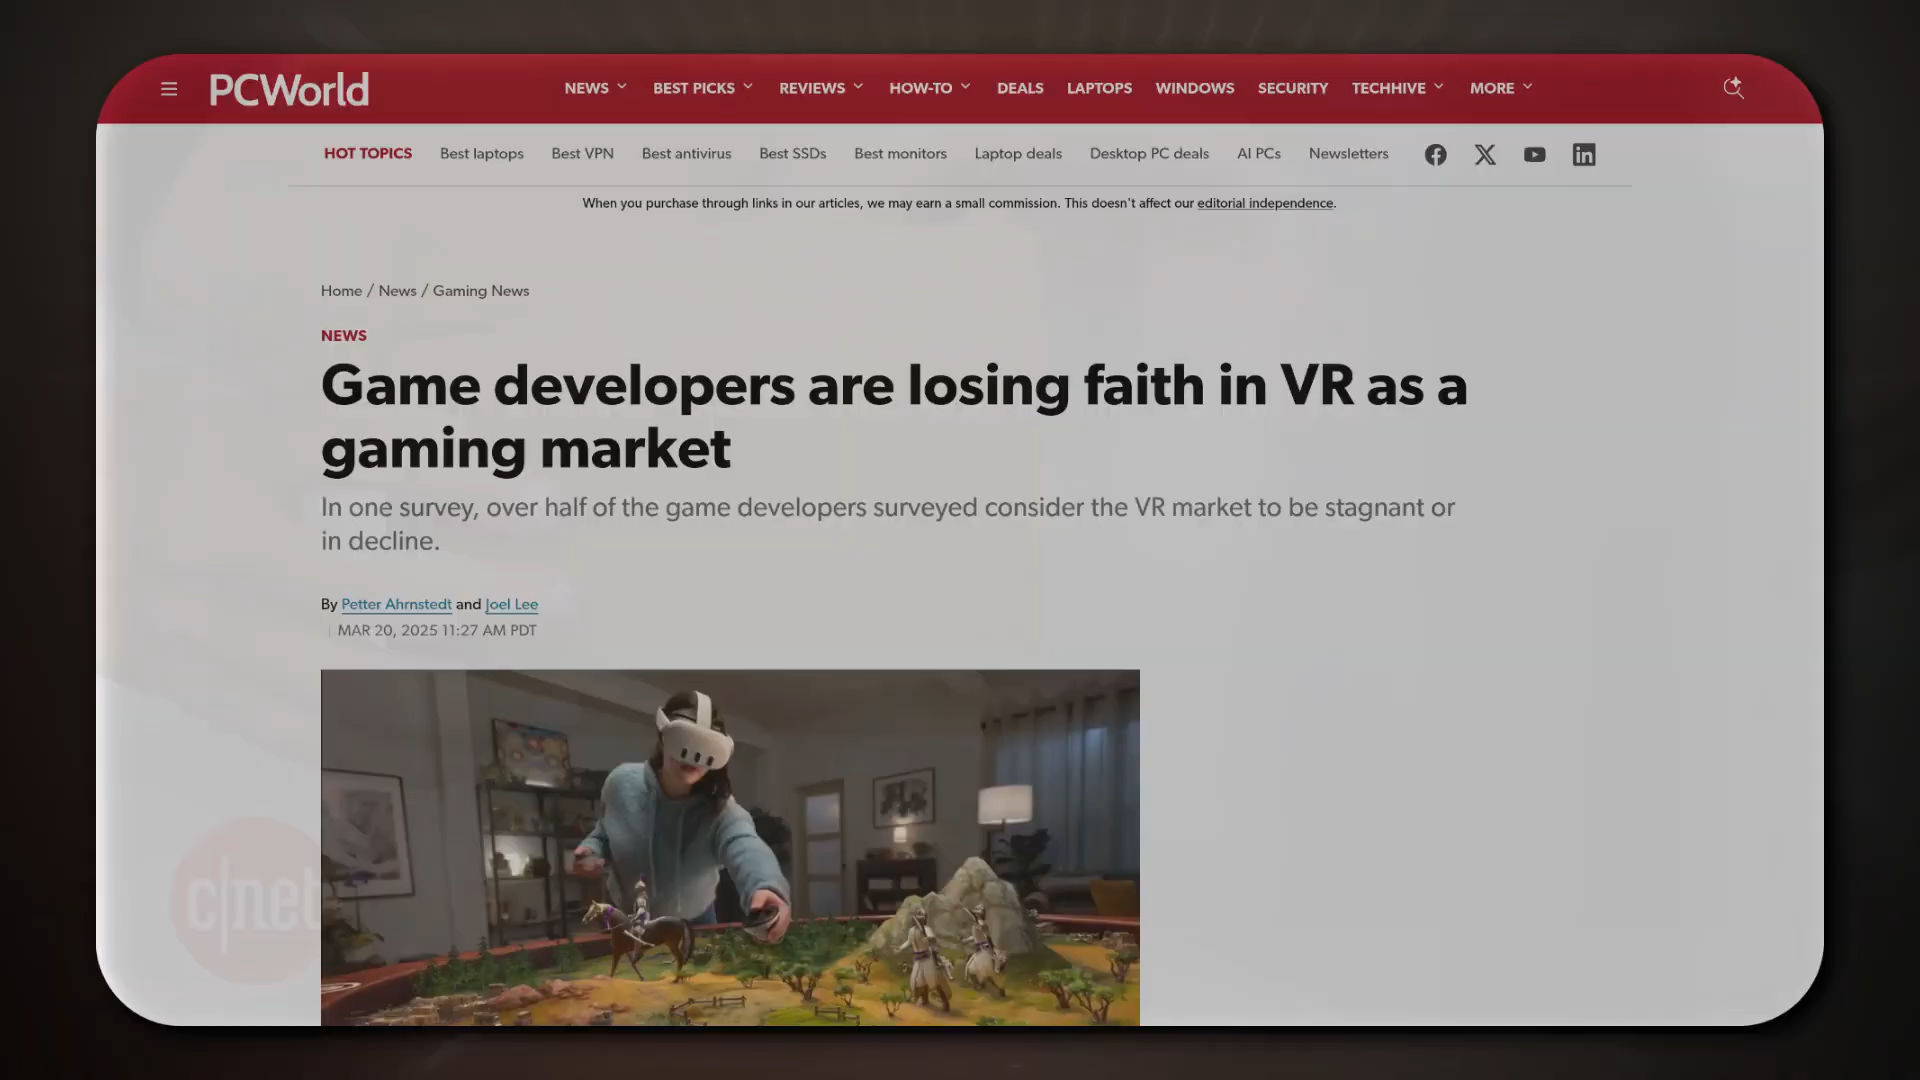 PCWorld
NEWS BEST PICKS REVIEWS HOW-TO DEALS LAPTOPS WINDOWS SECURITY TECHHIVE MORE
HOT TOPICS Best laptops Best VPN Best antivirus Best SSDs Best monitors Laptop deals Desktop PC deals AI PCs Newsletters
When you purchase through links in our articles, we may earn a small commission. This doesn't affect our editorial independence.
Home / News / Gaming News
NEWS
Game developers are losing faith in VR as a
gaming market
In one survey, over half of the game developers surveyed consider the VR market to be stagnant or
in decline.
By Petter Ahrnstedt and Joel Lee
MAR 20, 2025 11:27 AM PDT
c|net